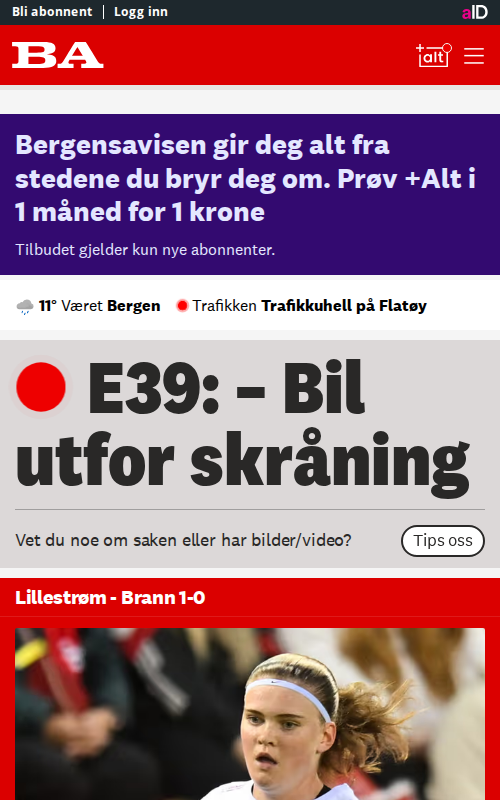 Bli abonnent | Logg inn
aID
BA
+alt
Bergensavisen gir deg alt fra
stedene du bryr deg om. Prøv +Alt i
1 måned for 1 krone
Tilbudet gjelder kun nye abonnenter.
11° Været Bergen Trafikken Trafikkuhell på Flatøy
E39: – Bil
utfor skråning
Vet du noe om saken eller har bilder/video? Tips oss
Lillestrøm - Brann 1-0